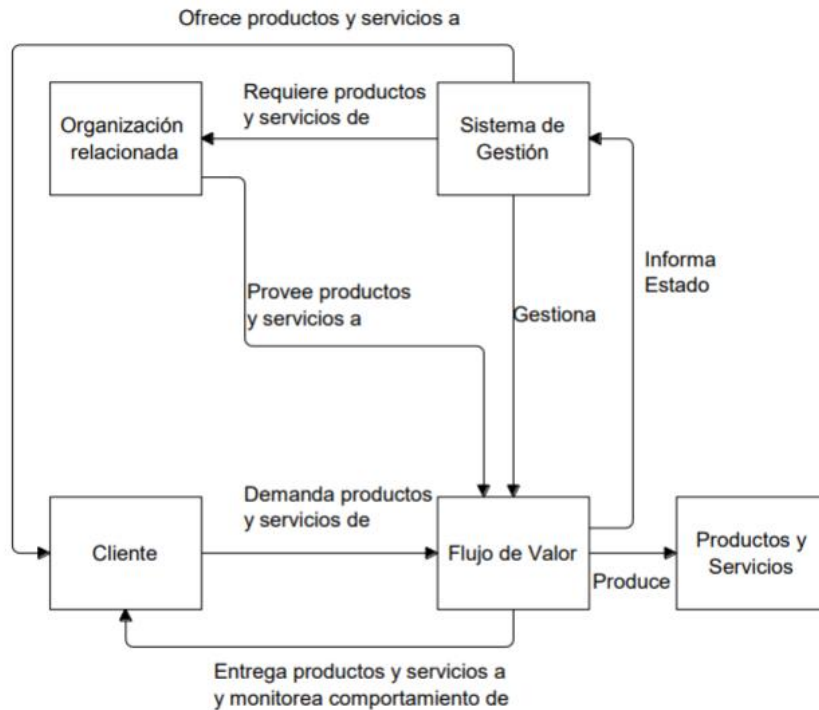 Ofrece productos y servicios a
Organización
relacionada
Requiere productos
y servicios de
Sistema de
Gestión
Provee productos
y servicios a
Gestiona
Informa
Estado
Cliente
Demanda productos
y servicios de
Flujo de Valor
Produce
Productos y
Servicios
Entrega productos y servicios a
y monitorea comportamiento de